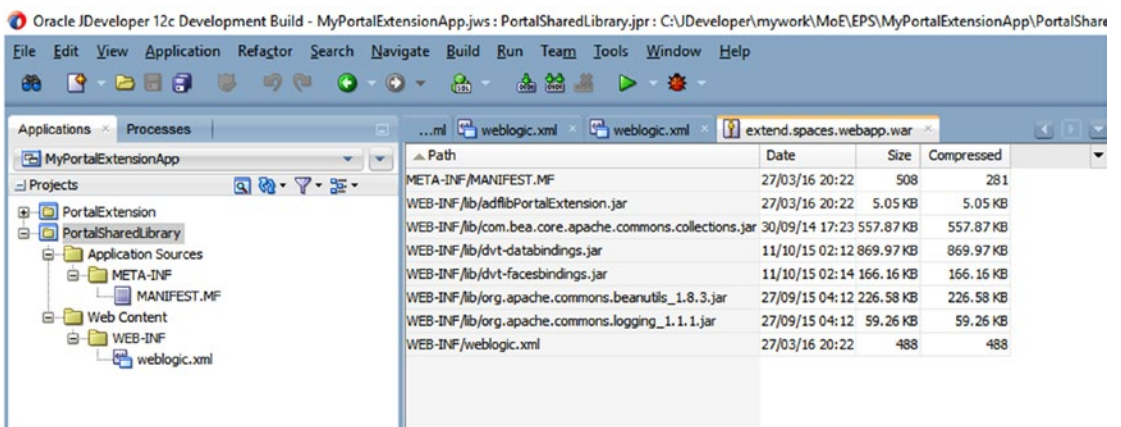 Oracle JDeveloper 12c Development Build - MyPortalExtensionApp.jws : PortalSharedLibrary.jpr : C:\JDeveloper\mywork\MoE\EPS\MyPortalExtensionApp\PortalShare
File Edit View Application Refactor Search Navigate Build Run Team Tools Window Help
Applications Processes
...ml weblogic.xml weblogic.xml extend.spaces.webapp.war
MyPortalExtensionApp
Path Date Size Compressed
Projects
META-INF/MANIFEST.MF 27/03/16 20:22 508 281
PortalExtension
WEB-INF/lib/adflibPortalExtension.jar 27/03/16 20:22 5.05 KB 5.05 KB
PortalSharedLibrary
WEB-INF/lib/com.bea.core.apache.commons.collections.jar 30/09/14 17:23 557.87 KB 557.87 KB
Application Sources
WEB-INF/lib/dvt-databindings.jar 11/10/15 02:12 869.97 KB 869.97 KB
META-INF
WEB-INF/lib/dvt-facesbindings.jar 11/10/15 02:14 166.16 KB 166.16 KB
MANIFEST.MF
WEB-INF/lib/org.apache.commons.beanutils_1.8.3.jar 27/09/15 04:12 226.58 KB 226.58 KB
Web Content
WEB-INF/lib/org.apache.commons.logging_1.1.1.jar 27/09/15 04:12 59.26 KB 59.26 KB
WEB-INF
WEB-INF/weblogic.xml 27/03/16 20:22 488 488
weblogic.xml